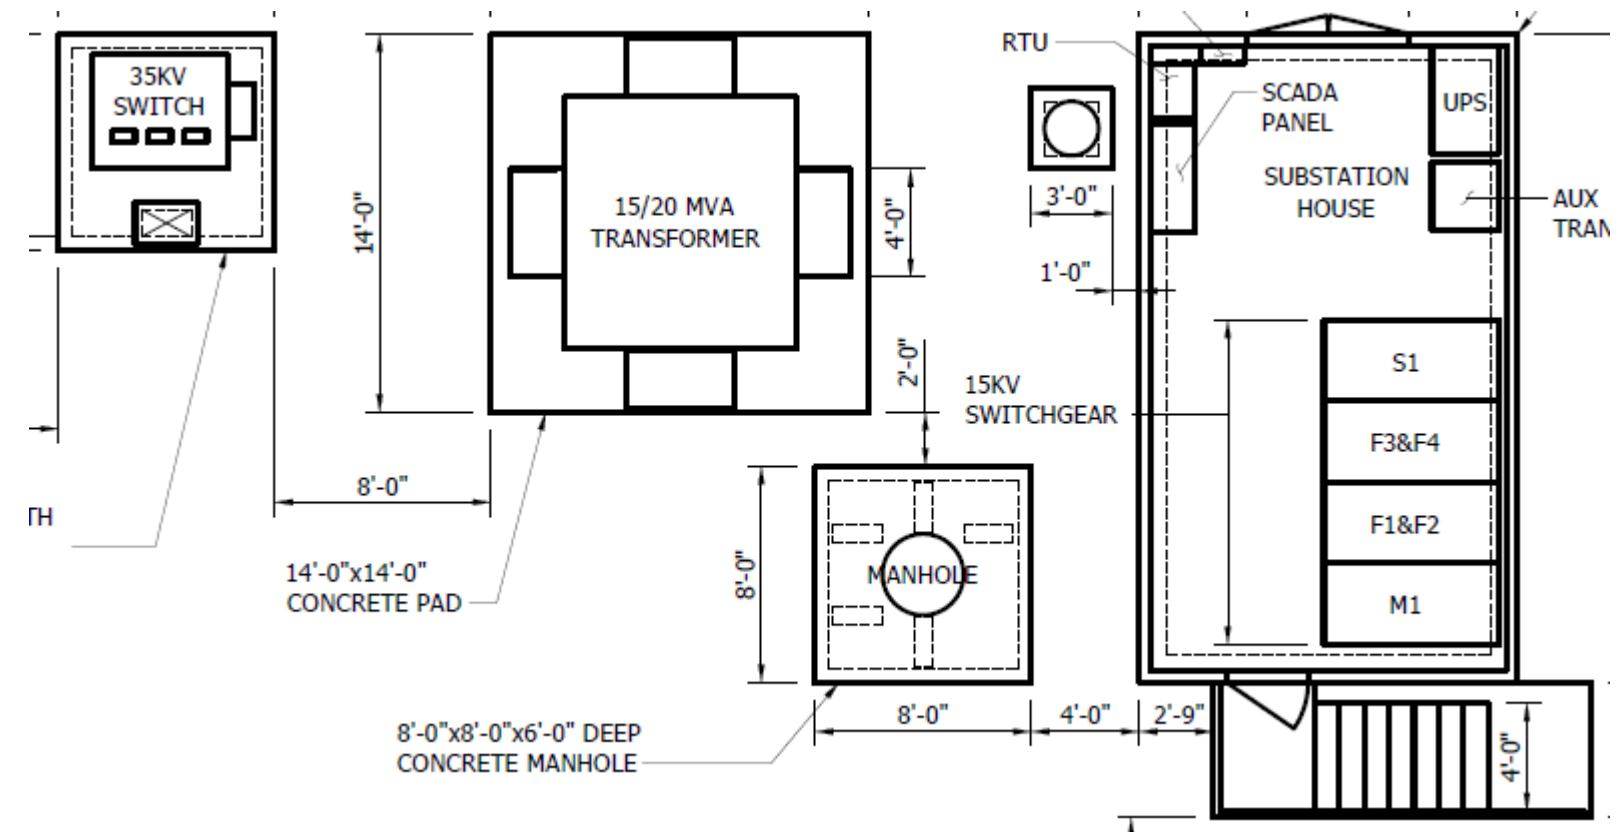 35KV
SWITCH
14'-0"
15/20 MVA
TRANSFORMER
4'-0"
2'-0"
RTU
3'-0"
1'-0"
SCADA
PANEL
UPS
SUBSTATION
HOUSE
AUX
TRAN
15KV
SWITCHGEAR
S1
F3&F4
F1&F2
M1
TH
8'-0"
14'-0"x14'-0"
CONCRETE PAD
8'-0"
MANHOLE
8'-0"x8'-0"x6'-0" DEEP
CONCRETE MANHOLE
8'-0"
4'-0"
2'-9"
4'-0"